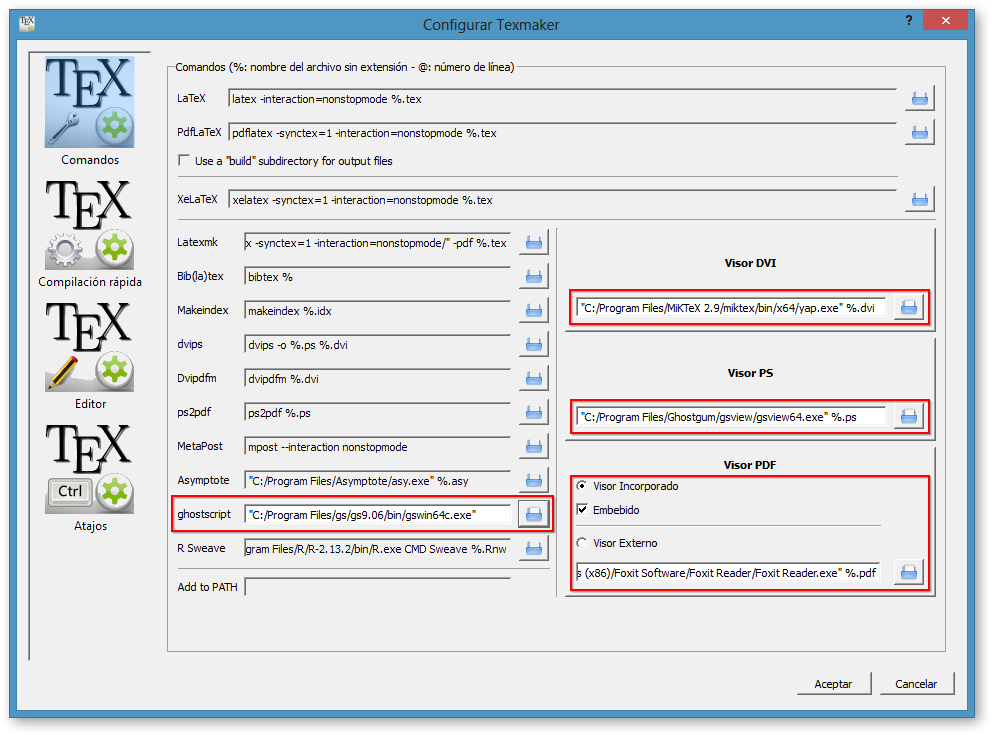 TEX
Configurar Texmaker
?
TEX
Comandos
TEX
Compilación rápida
TEX
Editor
TEX
Ctrl
Atajos
Comandos (%: nombre del archivo sin extensión - @: número de línea)
LaTeX latex -interaction=nonstopmode %.tex
PdfLaTeX pdflatex -synctex=1 -interaction=nonstopmode %.tex
Use a "build" subdirectory for output files
XeLaTeX xelatex -synctex=1 -interaction=nonstopmode %.tex
Latexmk x -synctex=1 -interaction=nonstopmode/" -pdf %.tex
Bib(la)tex bibtex %
Makeindex makeindex %.idx
dvips dvips -o %.ps %.dvi
Dvipdfm dvipdfm %.dvi
ps2pdf ps2pdf %.ps
MetaPost mpost --interaction nonstopmode
Asymptote "C:/Program Files/Asymptote/asy.exe" %.asy
ghostscript "C:/Program Files/gs/gs9.06/bin/gswin64c.exe"
R Sweave gram Files/R/R-2.13.2/bin/R.exe CMD Sweave %.Rnw
Add to PATH
Visor DVI
"C:/Program Files/MiKTeX 2.9/miktex/bin/x64/yap.exe" %.dvi
Visor PS
"C:/Program Files/Ghostgum/gsview/gsview64.exe" %.ps
Visor PDF
Visor Incorporado
Embebido
Visor Externo
s (x86)/Foxit Software/Foxit Reader/Foxit Reader.exe" %.pdf
Aceptar
Cancelar